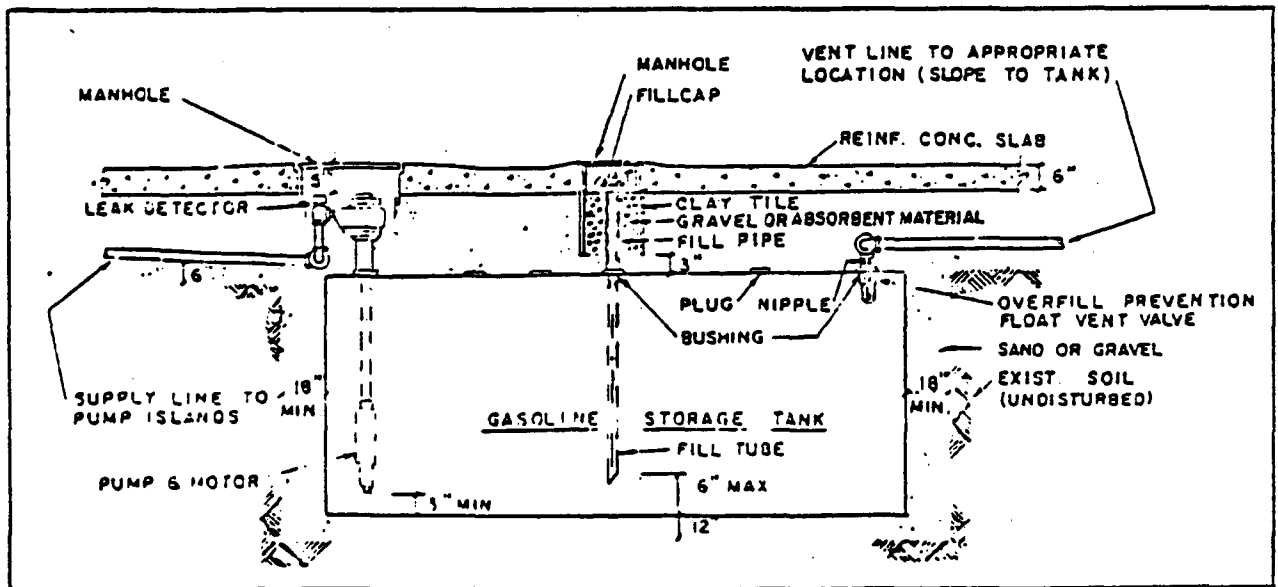 MANHOLE
MANHOLE
FILLCAP
VENT LINE TO APPROPRIATE
LOCATION (SLOPE TO TANK)
REINF. CONC. SLAB
6"
LEAK DETECTOR
CLAY TILE
GRAVEL OR ABSORBENT MATERIAL
FILL PIPE
3"
6
PLUG
NIPPLE
BUSHING
OVERFILL PREVENTION
FLOAT VENT VALVE
SAND OR GRAVEL
EXIST. SOIL
(UNDISTURBED)
SUPPLY LINE TO
PUMP ISLANDS
18"
MIN
18"
MIN.
GASOLINE STORAGE TANK
FILL TUBE
PUMP & MOTOR
MIN
6" MAX
12"